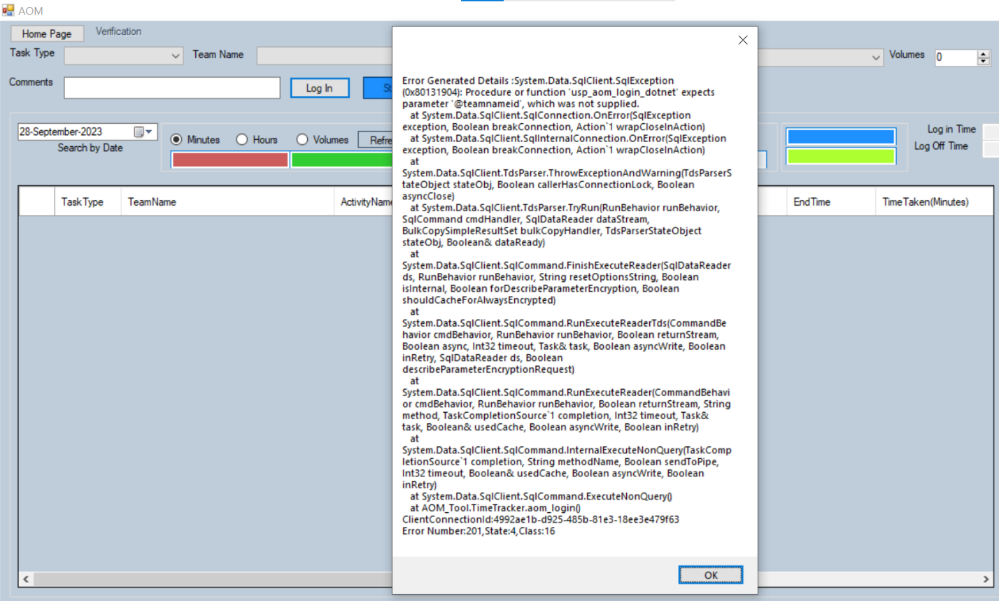 AOM
Home Page
Verification
Task Type
Team Name
Volumes
0
Comments
Log In
St
28-September-2023
Search by Date
Minutes
Hours
Volumes
Refre
Log in Time
Log Off Time
TaskType
TeamName
ActivityName
EndTime
TimeTaken(Minutes)
Error Generated Details :System.Data.SqlClient.SqlException
(0x80131904): Procedure or function 'usp_aom_login_dotnet' expects
parameter '@teamnameid', which was not supplied.
at System.Data.SqlClient.SqlConnection.OnError(SqlException
exception, Boolean breakConnection, Action`1 wrapCloseInAction)
at System.Data.SqlClient.SqlInternalConnection.OnError(SqlException
exception, Boolean breakConnection, Action`1 wrapCloseInAction)
at
System.Data.SqlClient.TdsParser.ThrowExceptionAndWarning(TdsParserS
tateObject stateObj, Boolean callerHasConnectionLock, Boolean
asyncClose)
at System.Data.SqlClient.TdsParser.TryRun(RunBehavior runBehavior,
SqlCommand cmdHandler, SqlDataReader dataStream,
BulkCopySimpleResultSet bulkCopyHandler, TdsParserStateObject
stateObj, Boolean& dataReady)
at
System.Data.SqlClient.SqlCommand.FinishExecuteReader(SqlDataReader
ds, RunBehavior runBehavior, String resetOptionsString, Boolean
isInternal, Boolean forDescribeParameterEncryption, Boolean
shouldCacheForAlwaysEncrypted)
at
System.Data.SqlClient.SqlCommand.RunExecuteReaderTds(CommandBe
havior cmdBehavior, RunBehavior runBehavior, Boolean returnStream,
Boolean async, Int32 timeout, Task& task, Boolean asyncWrite, Boolean
inRetry, SqlDataReader ds, Boolean
describeParameterEncryptionRequest)
at
System.Data.SqlClient.SqlCommand.RunExecuteReader(CommandBehavi
or cmdBehavior, RunBehavior runBehavior, Boolean returnStream, String
method, TaskCompletionSource`1 completion, Int32 timeout, Task&
task, Boolean& usedCache, Boolean asyncWrite, Boolean inRetry)
at
System.Data.SqlClient.SqlCommand.InternalExecuteNonQuery(TaskComp
letionSource`1 completion, String methodName, Boolean sendToPipe,
Int32 timeout, Boolean& usedCache, Boolean asyncWrite, Boolean
inRetry)
at System.Data.SqlClient.SqlCommand.ExecuteNonQuery()
at AOM_Tool.TimeTracker.aom_login()
ClientConnectionId:4992ae1b-d925-485b-81e3-18ee3e479f63
Error Number:201,State:4,Class:16
OK